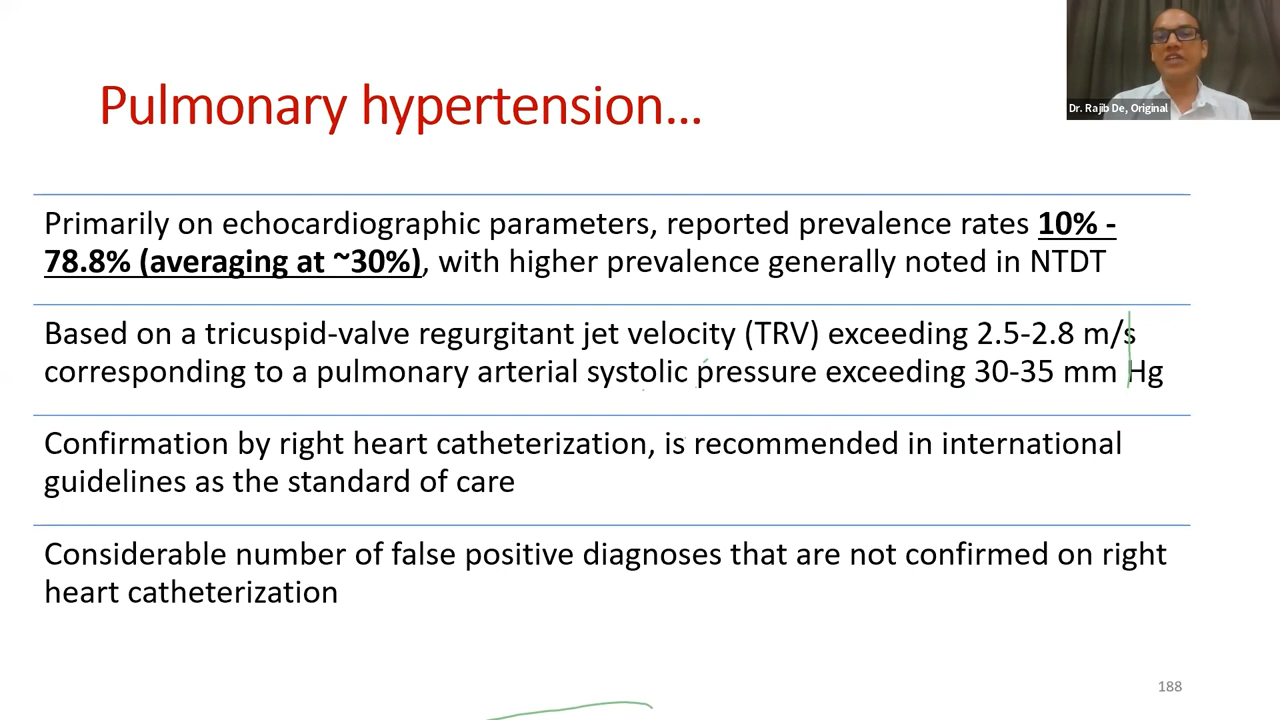 Dr. Rajib De, Original
Pulmonary hypertension...
Primarily on echocardiographic parameters, reported prevalence rates 10% -
78.8% (averaging at ~30%), with higher prevalence generally noted in NTDT
Based on a tricuspid-valve regurgitant jet velocity (TRV) exceeding 2.5-2.8 m/s
corresponding to a pulmonary arterial systolic pressure exceeding 30-35 mm Hg
Confirmation by right heart catheterization, is recommended in international
guidelines as the standard of care
Considerable number of false positive diagnoses that are not confirmed on right
heart catheterization
188